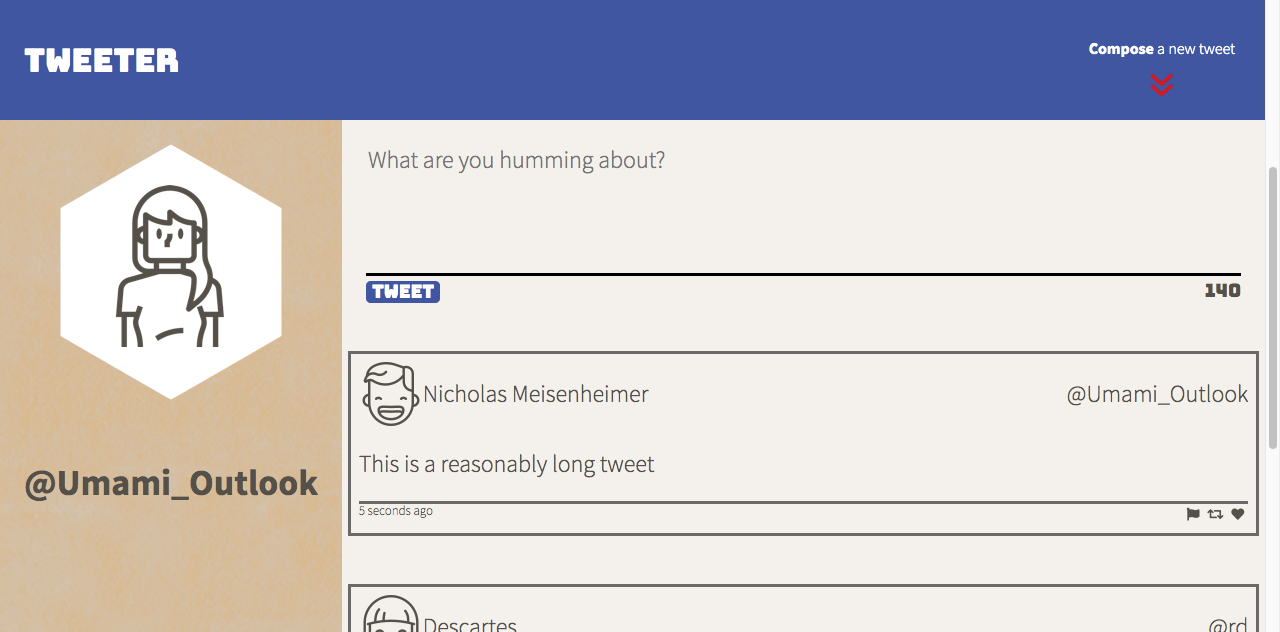 TWEETER
Compose a new tweet
@Umami_Outlook
What are you humming about?
TWEET 140
Nicholas Meisenheimer @Umami_Outlook
This is a reasonably long tweet
5 seconds ago
Descartes @rd